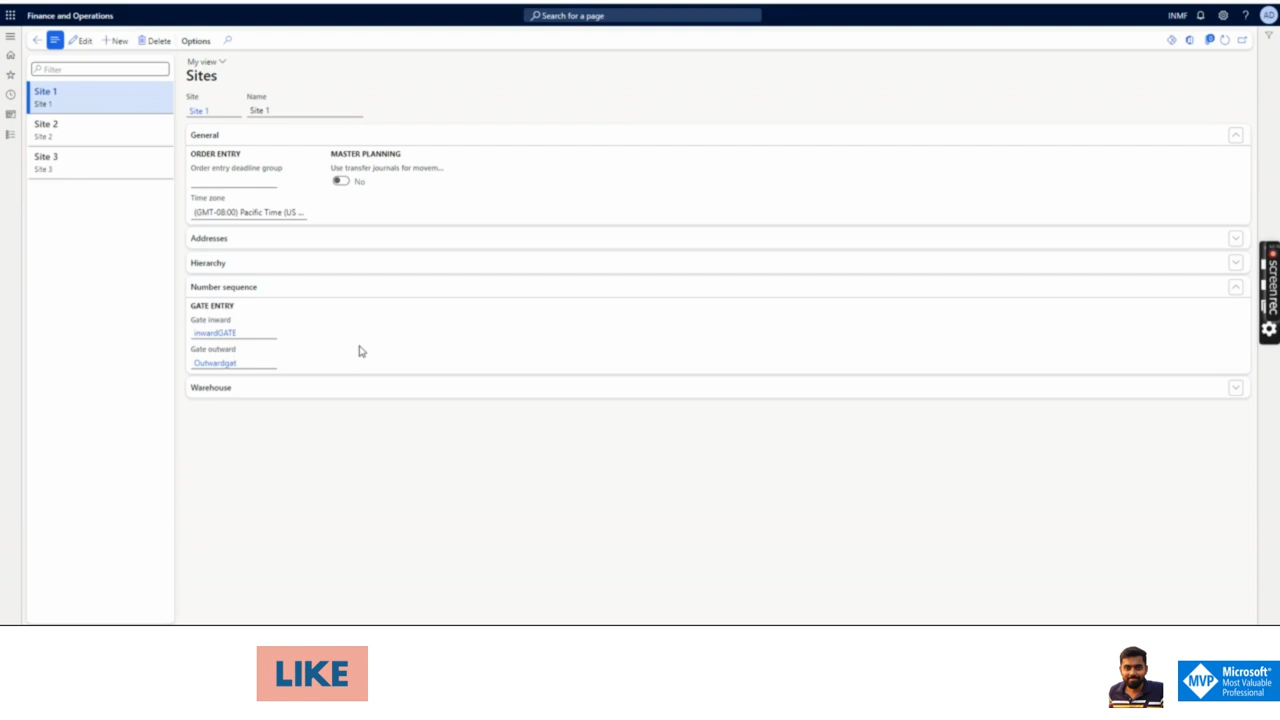 Finance and Operations
Search for a page
INMF
?
AD
Edit
New
Delete
Options
Filter
Site 1
Site 1
Site 2
Site 2
Site 3
Site 3
My view
Sites
Site
Name
Site 1
Site 1
General
ORDER ENTRY
MASTER PLANNING
Order entry deadline group
Use transfer journals for movem...
No
Time zone
(GMT-08:00) Pacific Time (US ...
Addresses
Hierarchy
Number sequence
GATE ENTRY
Gate inward
inwardGATE
Gate outward
Outwardgat
Warehouse
screenrec
LIKE
MVP
Microsoft®
Most Valuable
Professional